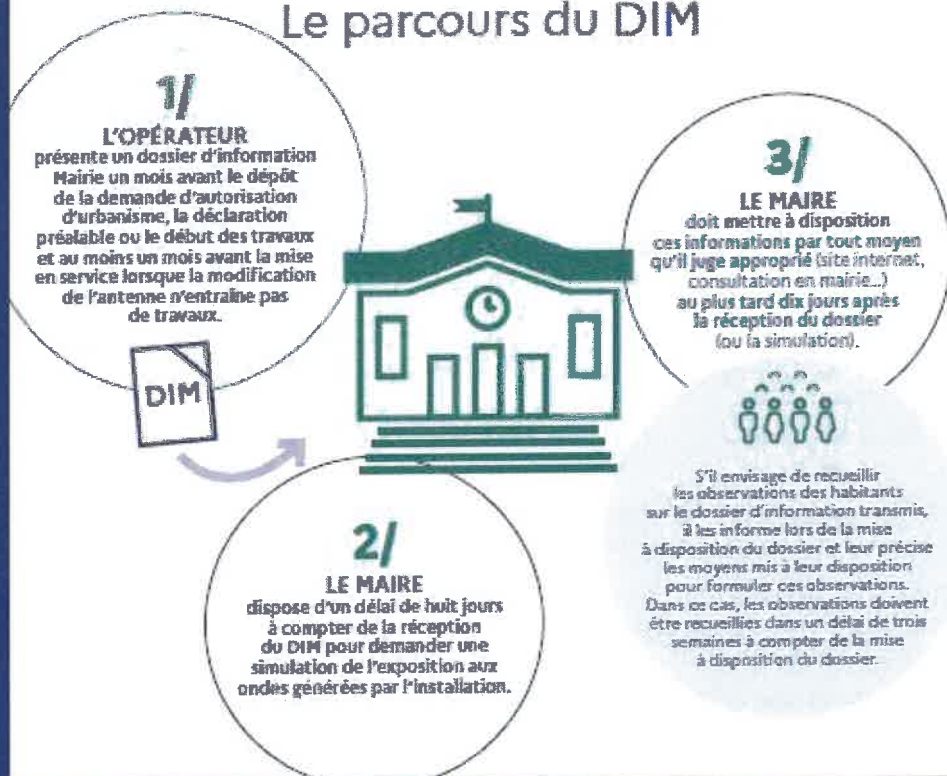 Le parcours du DIM
1/
L'OPÉRATEUR
présente un dossier d'information
Mairie un mois avant le dépôt
de la demande d'autorisation
d'urbanisme, la déclaration
préalable ou le début des travaux
et au moins un mois avant la mise
en service lorsque la modification
de l'antenne n'entraîne pas
de travaux.
DIM
2/
LE MAIRE
dispose d'un délai de huit jours
à compter de la réception
du DIM pour demander une
simulation de l'exposition aux
ondes générées par l'installation.
3/
LE MAIRE
doit mettre à disposition
ces informations par tout moyen
qu'il juge approprié (site internet,
consultation en mairie...)
au plus tard dix jours après
la réception du dossier
(ou la simulation).
S'il envisage de recueillir
les observations des habitants
sur le dossier d'information transmis,
il les informe lors de la mise
à disposition du dossier et leur précise
les moyens mis à leur disposition
pour formuler ces observations.
Dans ce cas, les observations doivent
être recueillies dans un délai de trois
semaines à compter de la mise
à disposition du dossier.